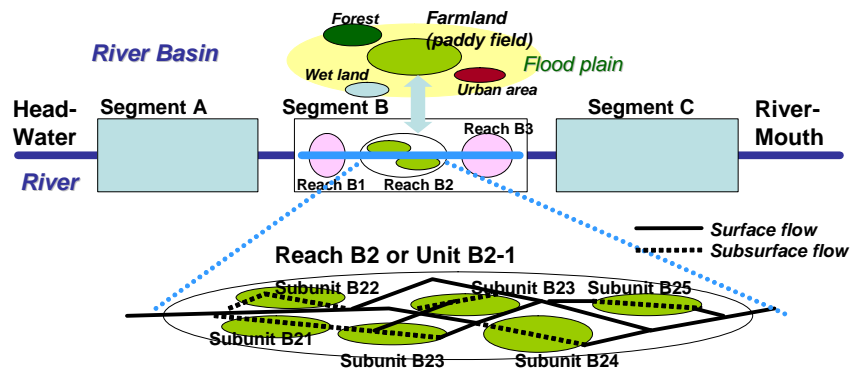 Forest
Farmland
(paddy field)
River Basin
Flood plain
Wet land
Urban area
Head-
Water
Segment A
Segment B
Segment C
River-
Mouth
Reach B3
River
Reach B1
Reach B2
Surface flow
Subsurface flow
Reach B2 or Unit B2-1
Subunit B22
Subunit B23
Subunit B25
Subunit B21
Subunit B23
Subunit B24